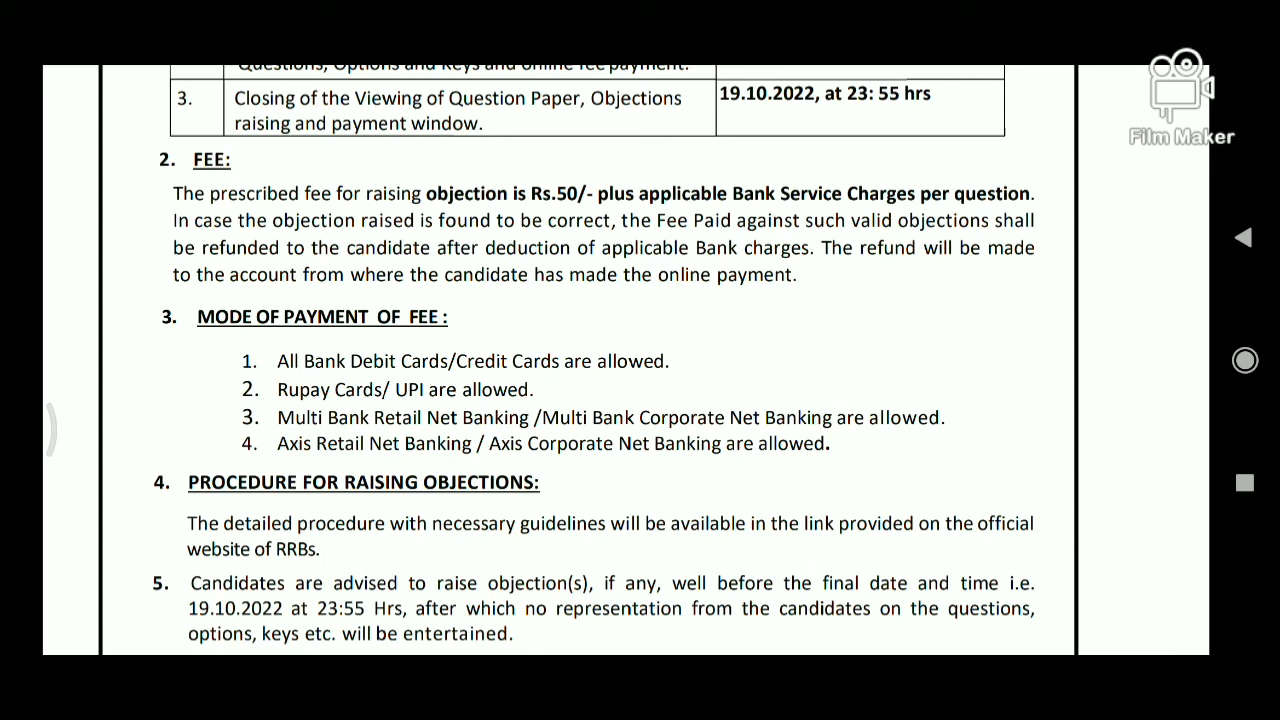 Questions, Options and Keys and online fee payment.
3. Closing of the Viewing of Question Paper, Objections 19.10.2022, at 23: 55 hrs
raising and payment window.
Film Maker
2. FEE:
The prescribed fee for raising objection is Rs.50/- plus applicable Bank Service Charges per question.
In case the objection raised is found to be correct, the Fee Paid against such valid objections shall
be refunded to the candidate after deduction of applicable Bank charges. The refund will be made
to the account from where the candidate has made the online payment.
3. MODE OF PAYMENT OF FEE :
1. All Bank Debit Cards/Credit Cards are allowed.
2. Rupay Cards/ UPI are allowed.
3. Multi Bank Retail Net Banking /Multi Bank Corporate Net Banking are allowed.
4. Axis Retail Net Banking / Axis Corporate Net Banking are allowed.
4. PROCEDURE FOR RAISING OBJECTIONS:
The detailed procedure with necessary guidelines will be available in the link provided on the official
website of RRBs.
5. Candidates are advised to raise objection(s), if any, well before the final date and time i.e.
19.10.2022 at 23:55 Hrs, after which no representation from the candidates on the questions,
options, keys etc. will be entertained.